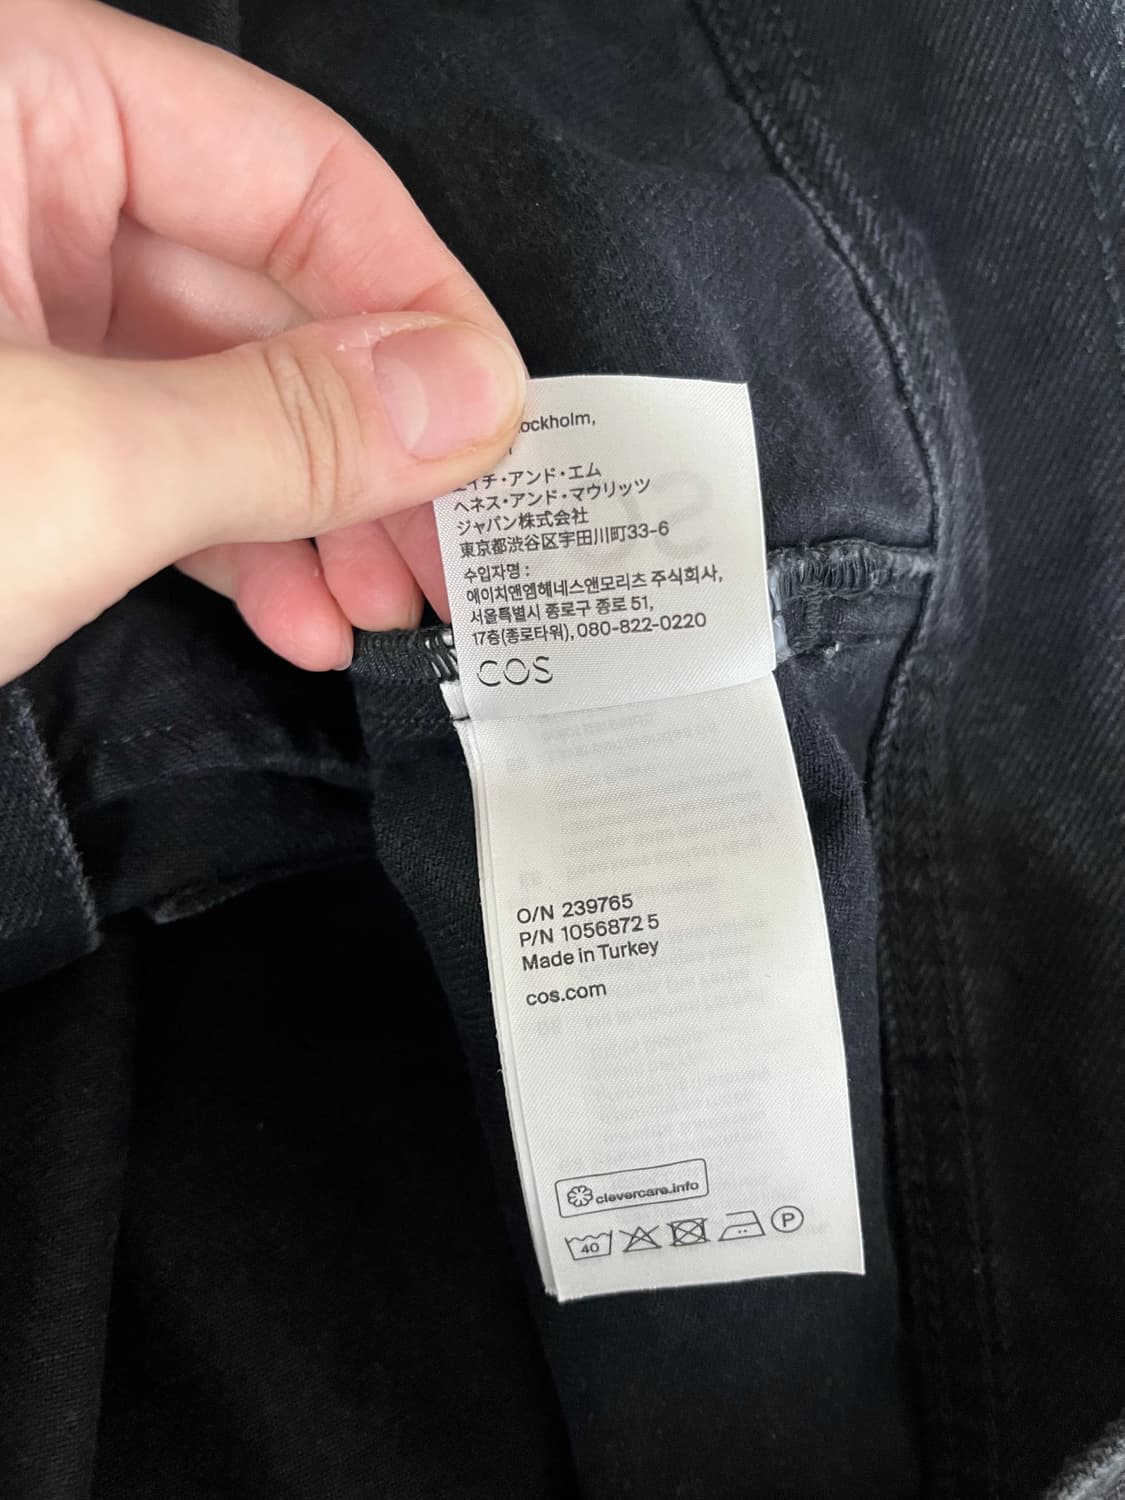 ockholm,
エイチ・アンド・エム
ヘネス・アンド・マウリッツ
ジャパン株式会社
東京都渋谷区宇田川町33-6
수입자명 :
에이치앤엠헤네스앤모리츠 주식회사,
서울특별시 종로구 종로 51,
17층(종로타워), 080-822-0220
COS
O/N 239765
P/N 1056872 5
Made in Turkey
cos.com
clevercare.info
40
P